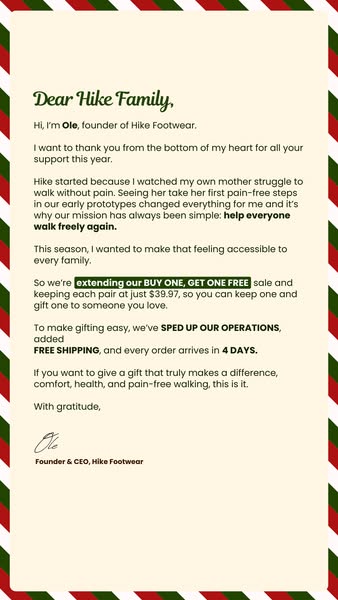 Dear Hike Family,
Hi, I'm Ole, founder of Hike Footwear.
I want to thank you from the bottom of my heart for all your
support this year.
Hike started because I watched my own mother struggle to
walk without pain. Seeing her take her first pain-free steps
in our early prototypes changed everything for me and it's
why our mission has always been simple: help everyone
walk freely again.
This season, I wanted to make that feeling accessible to
every family.
So we're extending our BUY ONE, GET ONE FREE sale and
keeping each pair at just $39.97, so you can keep one and
gift one to someone you love.
To make gifting easy, we've SPED UP OUR OPERATIONS,
added
FREE SHIPPING, and every order arrives in 4 DAYS.
If you want to give a gift that truly makes a difference,
comfort, health, and pain-free walking, this is it.
With gratitude,
Ole
Founder & CEO, Hike Footwear